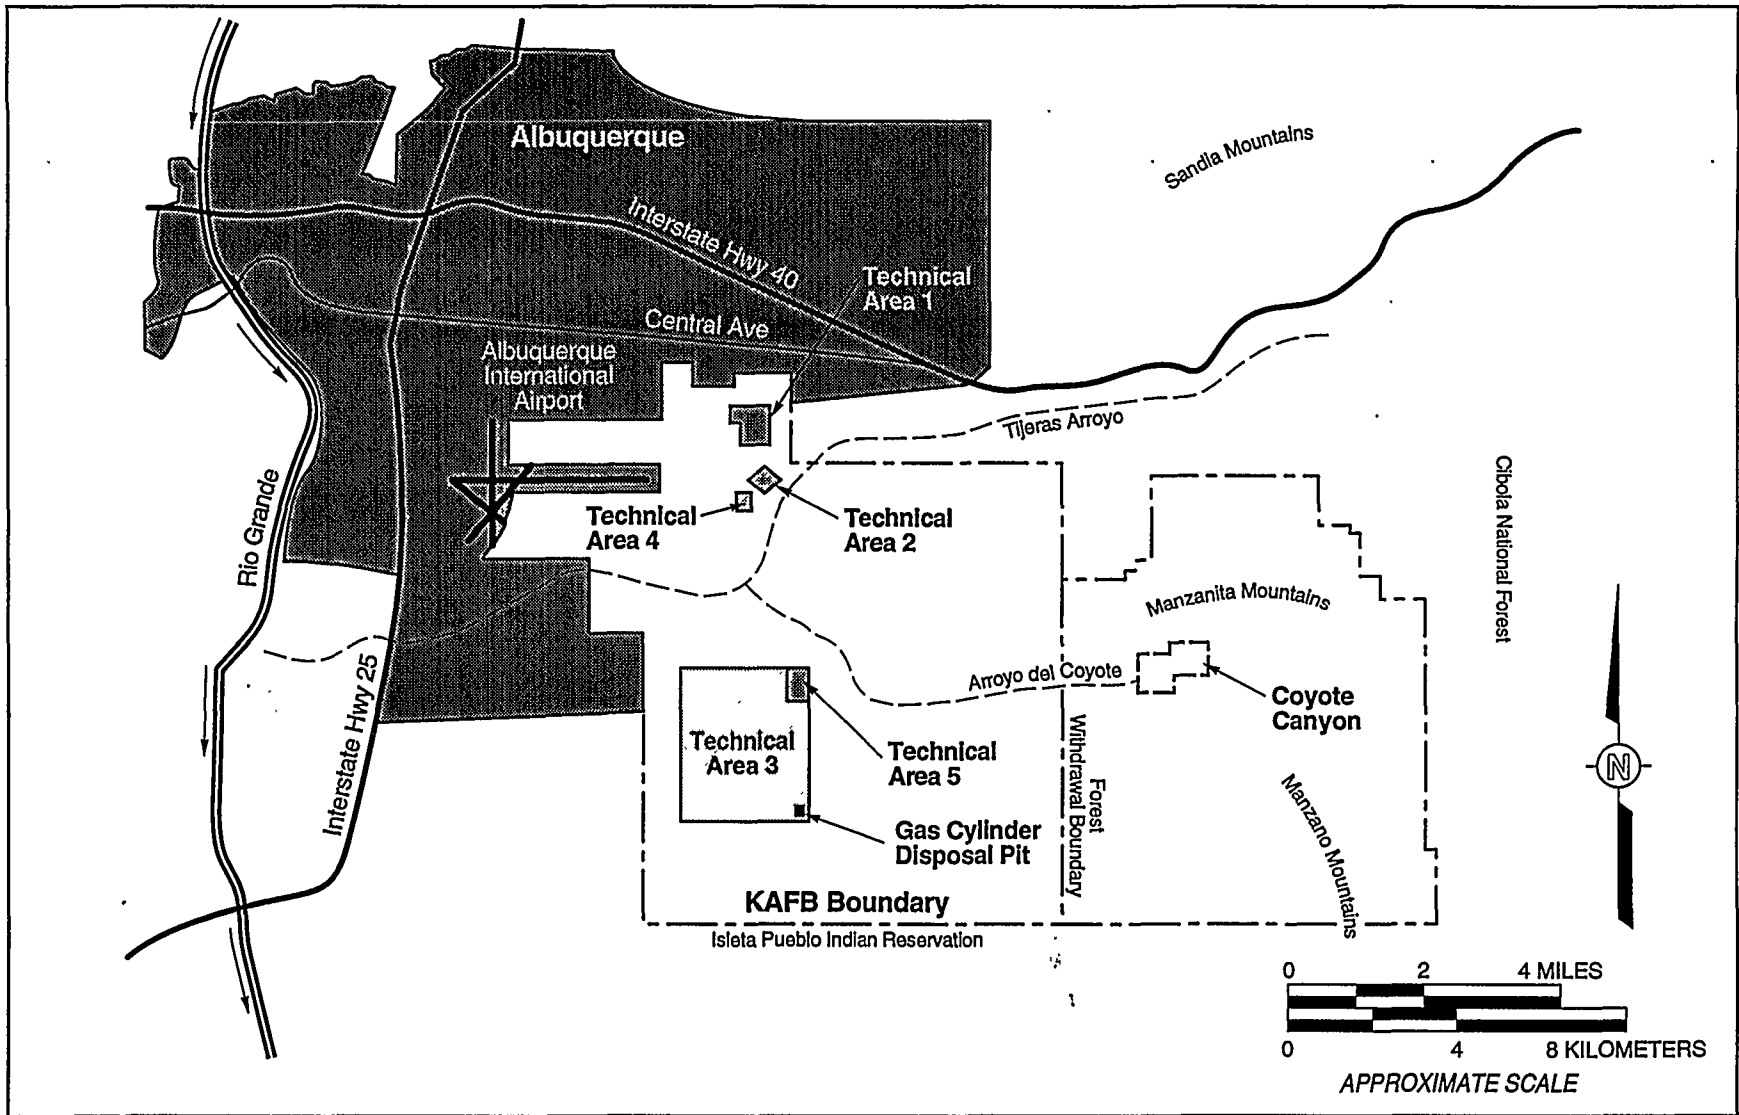 Albuquerque
Sandia Mountains
Interstate Hwy 40
Technical
Area 1
Central Ave
Albuquerque
International
Airport
Tijeras Arroyo
Cibola National Forest
Rio Grande
Technical
Area 4
Technical
Area 2
Manzanita Mountains
Interstate Hwy 25
Arroyo del Coyote
Coyote
Canyon
Technical
Area 3
Technical
Area 5
Forest
Withdrawal Boundary
Manzano Mountains
N
Gas Cylinder
Disposal Pit
KAFB Boundary
Isleta Pueblo Indian Reservation
0 2 4 MILES
0 4 8 KILOMETERS
APPROXIMATE SCALE